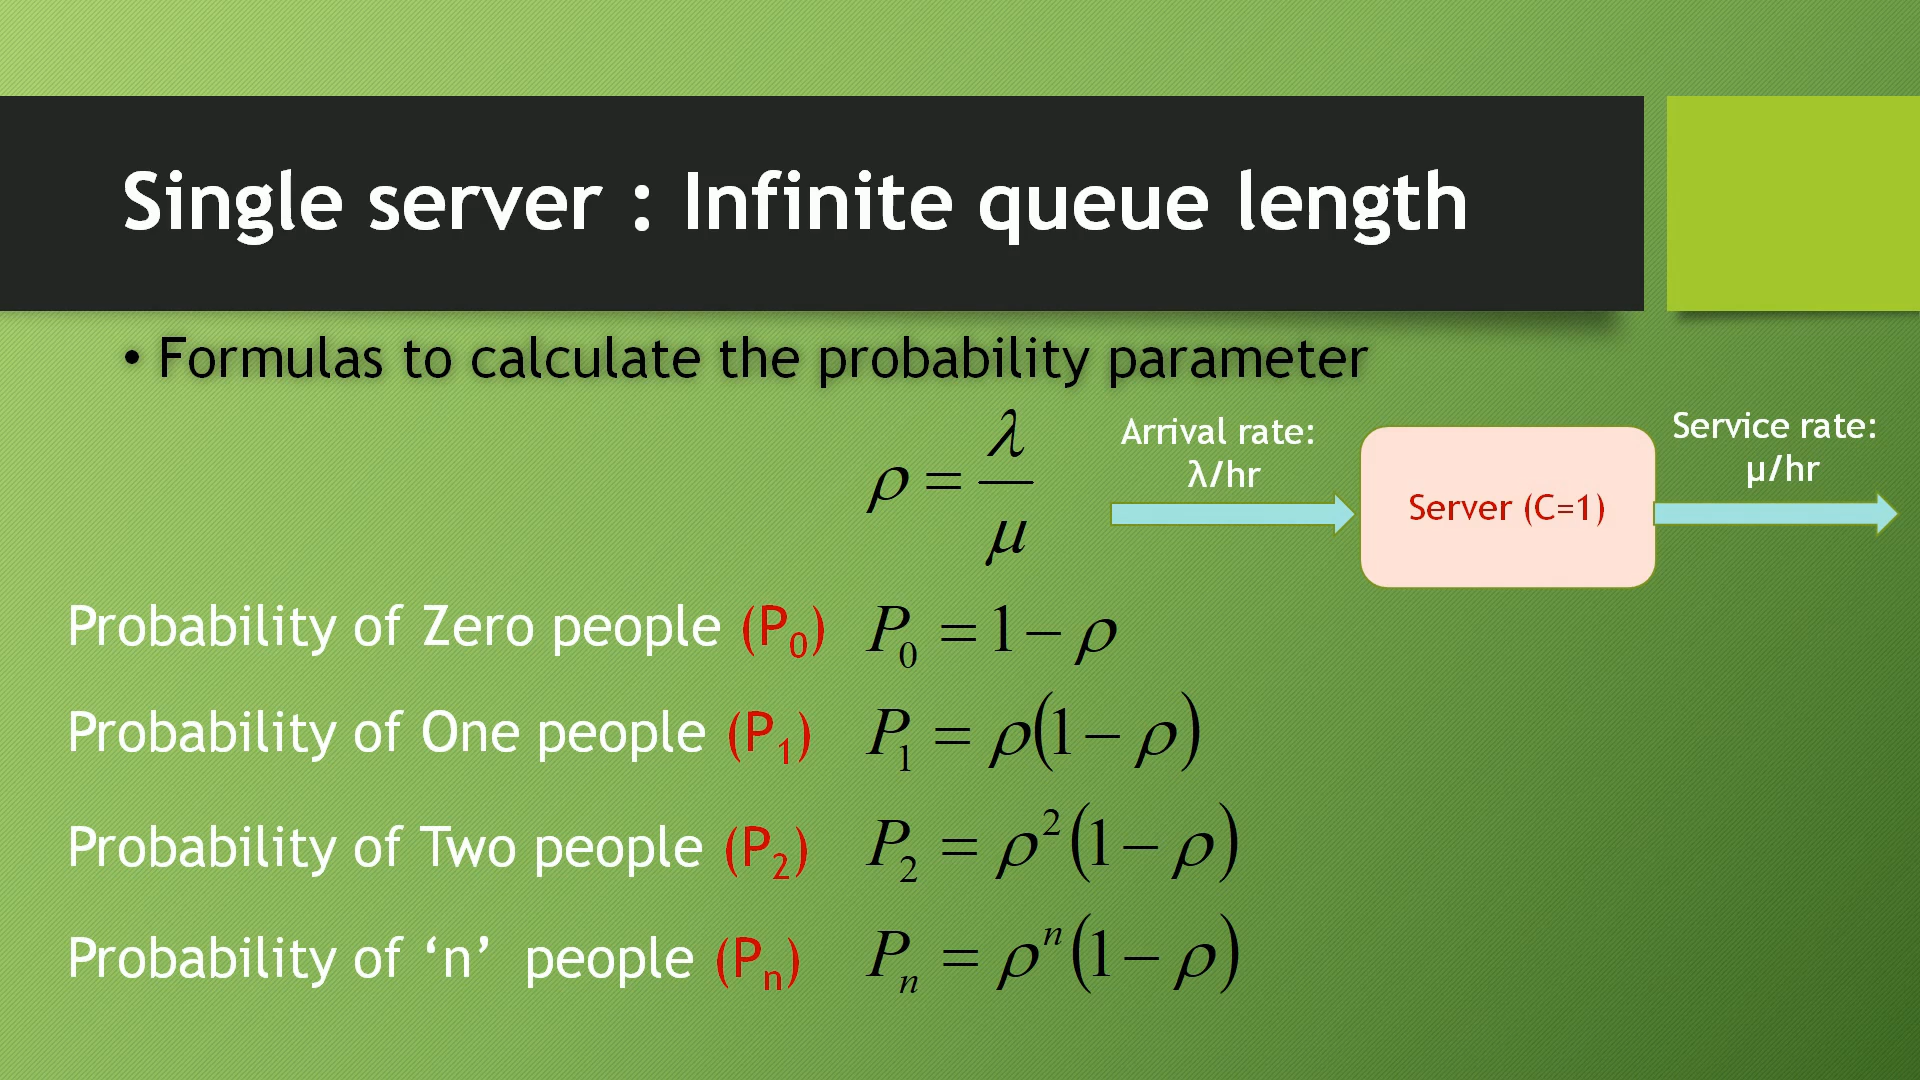 Single server : Infinite queue length
• Formulas to calculate the probability parameter
ρ = λ/μ
Arrival rate:
λ/hr
Server (C=1)
Service rate:
μ/hr
Probability of Zero people (P₀) P₀ = 1 − ρ
Probability of One people (P₁) P₁ = ρ(1 − ρ)
Probability of Two people (P₂) P₂ = ρ²(1 − ρ)
Probability of ‘n’ people (Pₙ) Pₙ = ρⁿ(1 − ρ)